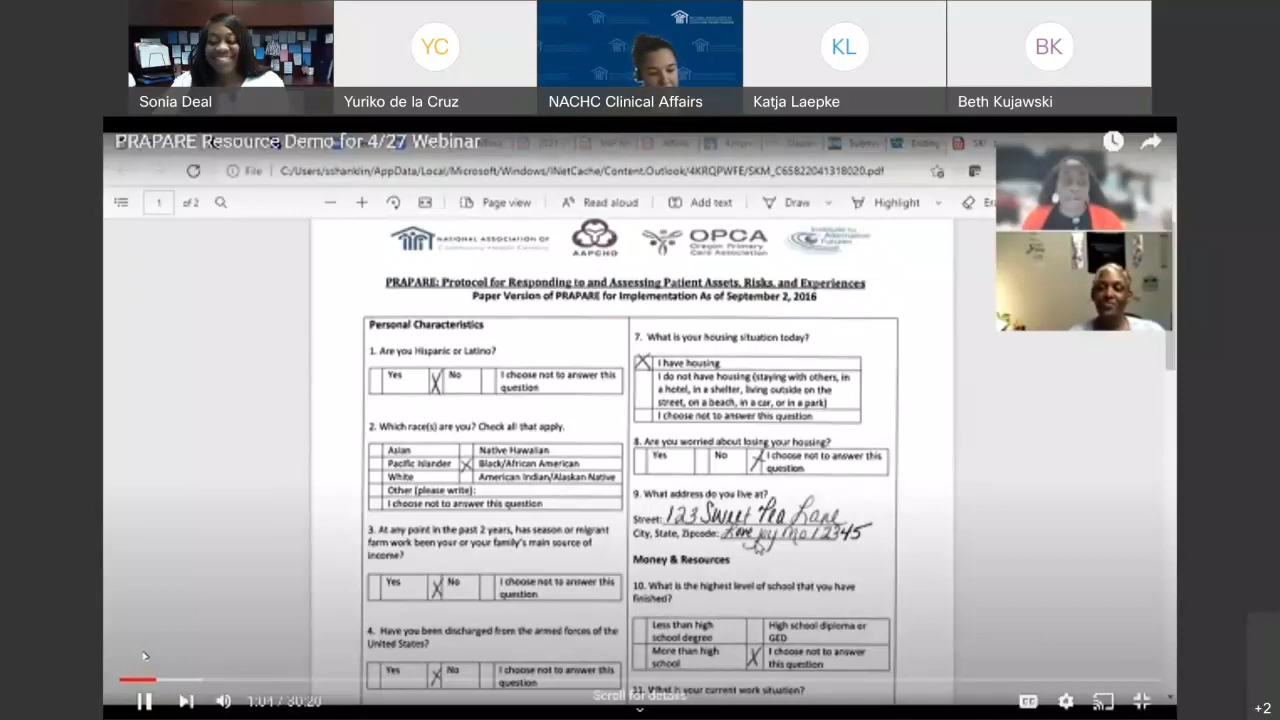 YC
KL
BK
Sonia Deal
Yuriko de la Cruz
NACHC Clinical Affairs
Katja Laepke
Beth Kujawski
PRAPARE Resource Demo for 4/27 Webinar
File C:/Users/sshanklin/AppData/Local/Microsoft/Windows/INetCache/Content.Outlook/4KRQPWFE/SKM_C65822041318020.pdf
1 of 2
Page view
Read aloud
Add text
Draw
Highlight
NATIONAL ASSOCIATION OF
Community Health Centers
AAPCHO
OPCA
Oregon Primary
Care Association
Institute for
Alternative
Futures
PRAPARE: Protocol for Responding to and Assessing Patient Assets, Risks, and Experiences
Paper Version of PRAPARE for Implementation As of September 2, 2016
Personal Characteristics
1. Are you Hispanic or Latino?
Yes X No I choose not to answer this
question
2. Which race(s) are you? Check all that apply.
Asian Native Hawaiian
Pacific Islander X Black/African American
White American Indian/Alaskan Native
Other (please write):
I choose not to answer this question
3. At any point in the past 2 years, has season or migrant
farm work been your or your family's main source of
income?
Yes X No I choose not to answer this
question
4. Have you been discharged from the armed forces of the
United States?
Yes X No I choose not to answer this
question
7. What is your housing situation today?
X I have housing
I do not have housing (staying with others, in
a hotel, in a shelter, living outside on the
street, on a beach, in a car, or in a park)
I choose not to answer this question
8. Are you worried about losing your housing?
Yes No X I choose not to answer this
question
9. What address do you live at?
Street: 123 Sweet Pea Lane
City, State, Zipcode: Mo 12345
Money & Resources
10. What is the highest level of school that you have
finished?
Less than high
school degree
High school diploma or
GED
More than high
school
X I choose not to answer
this question
11. What is your current work situation?
Scroll for details
1:04 / 30:20
+2